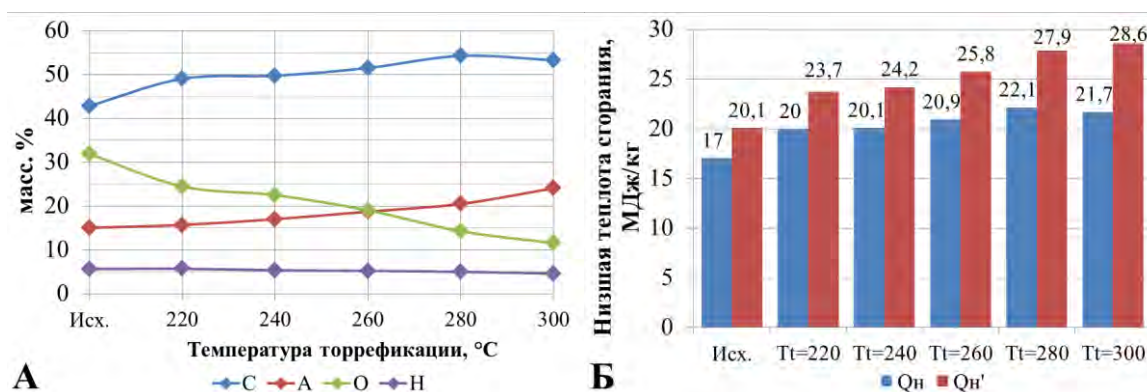 60
50
40
30
20
10
0
масс. %
Исх. 220 240 260 280 300
Температура торрефикации, °С
А
С А О Н
Низшая теплота сгорания,
МДж/кг
30
25
20
15
10
5
0
17 20,1 20 23,7 20,1 24,2 20,9 25,8 22,1 27,9 21,7 28,6
Исх. Tt=220 Tt=240 Tt=260 Tt=280 Tt=300
Б
Qн Qн'